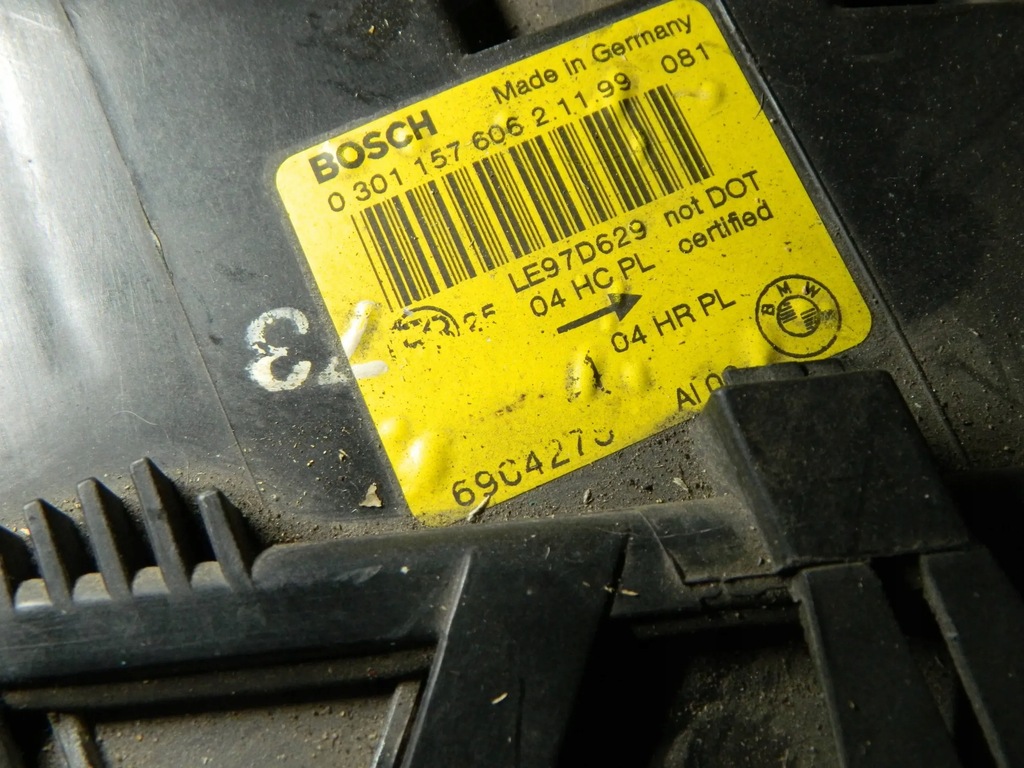 Made in Germany
BOSCH
0 301 157 606 2 11 99 081
LE97D629 not DOT
04 HC PL certified
04 HR PL
BMW
73